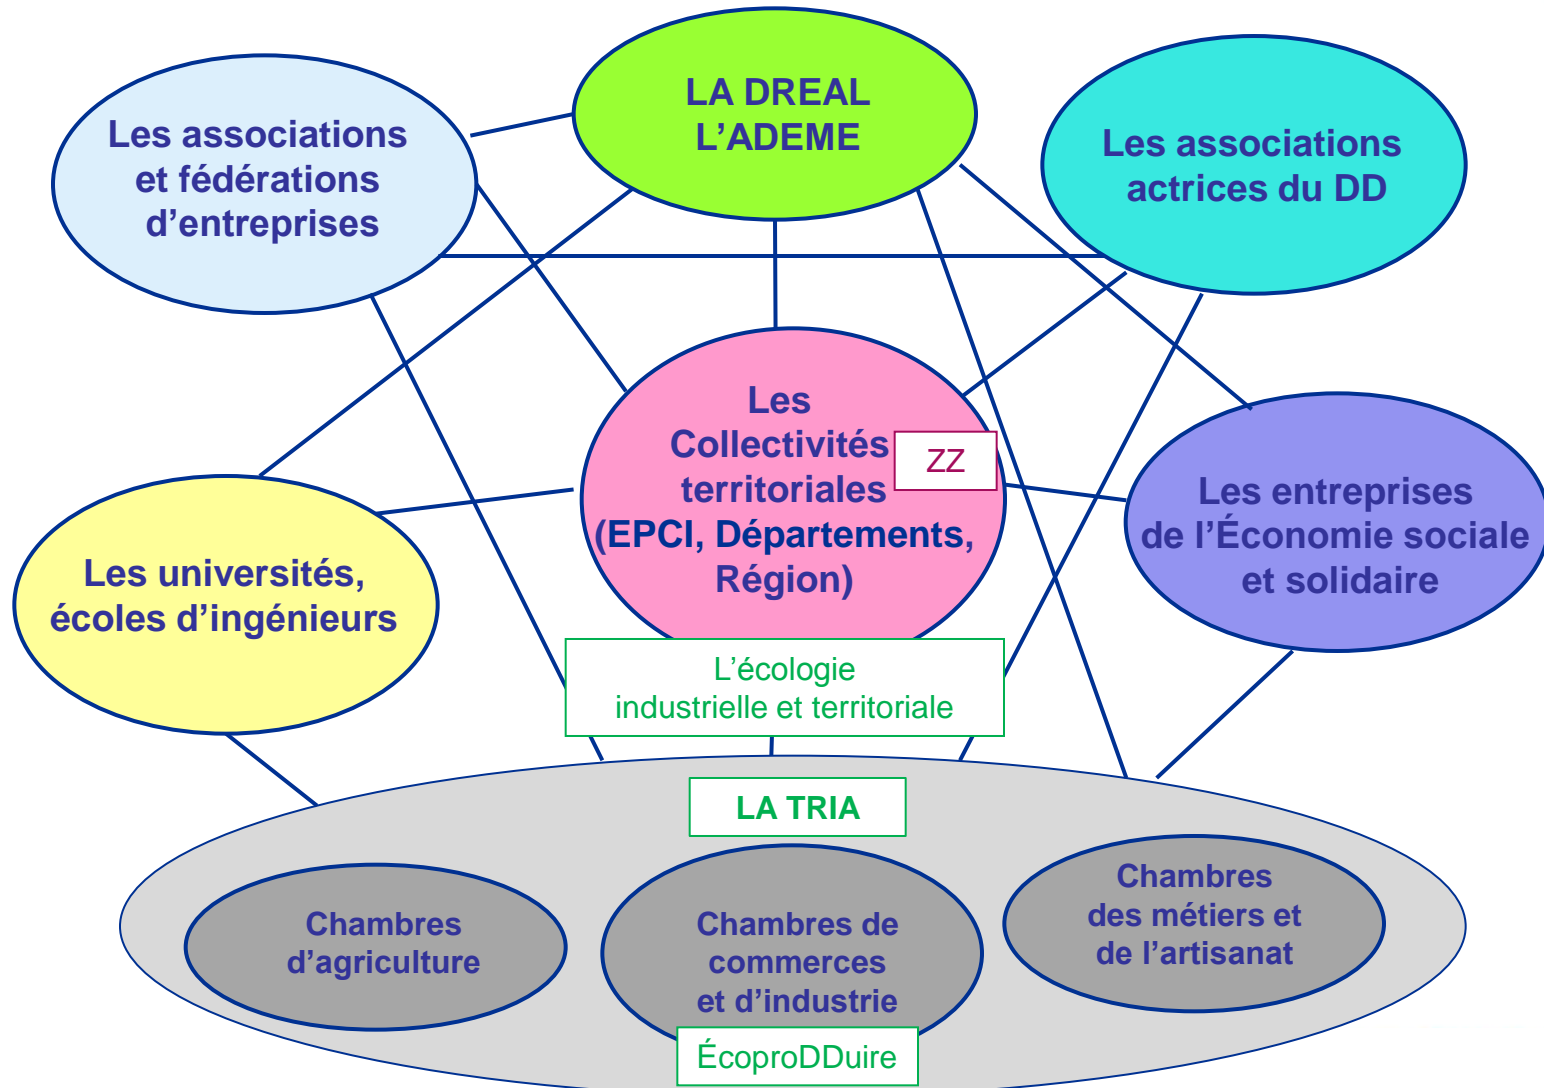 LA DREAL
L’ADEME
Les associations
et fédérations
d’entreprises
Les associations
actrices du DD
Les
Collectivités
territoriales
(EPCI, Départements,
Région)
ZZ
Les entreprises
de l’Économie sociale
et solidaire
Les universités,
écoles d’ingénieurs
L’écologie
industrielle et territoriale
LA TRIA
Chambres
d’agriculture
Chambres de
commerces
et d’industrie
Chambres
des métiers et
de l’artisanat
ÉcoproDDuire